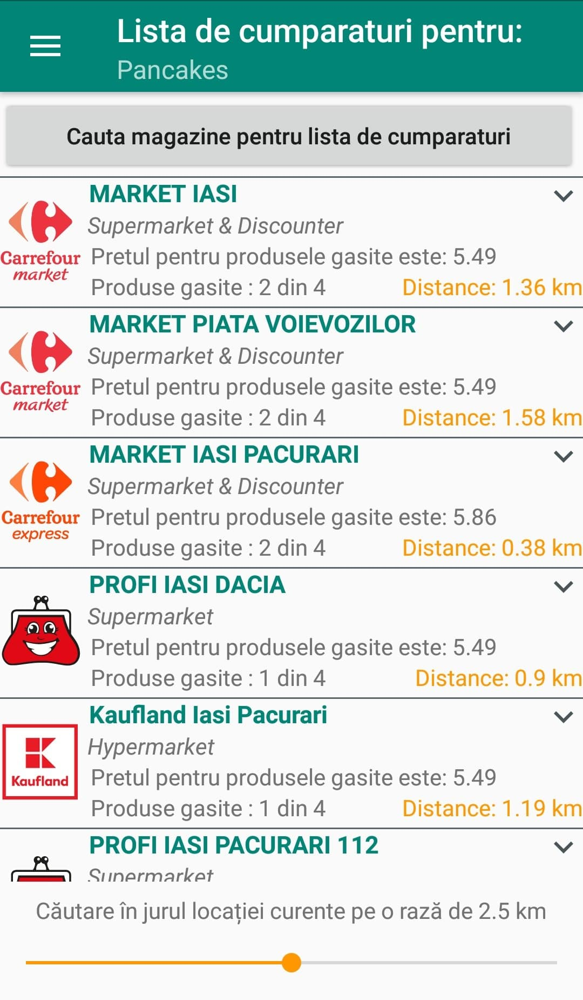 Lista de cumparaturi pentru:
Pancakes
Cauta magazine pentru lista de cumparaturi
MARKET IASI
Supermarket & Discounter
Carrefour
market
Pretul pentru produsele gasite este: 5.49
Produse gasite : 2 din 4
Distance: 1.36 km
MARKET PIATA VOIEVOZILOR
Supermarket & Discounter
Carrefour
market
Pretul pentru produsele gasite este: 5.49
Produse gasite : 2 din 4
Distance: 1.58 km
MARKET IASI PACURARI
Supermarket & Discounter
Carrefour
express
Pretul pentru produsele gasite este: 5.86
Produse gasite : 2 din 4
Distance: 0.38 km
PROFI IASI DACIA
Supermarket
Pretul pentru produsele gasite este: 5.49
Produse gasite : 1 din 4
Distance: 0.9 km
Kaufland Iasi Pacurari
Hypermarket
K
Kaufland
Pretul pentru produsele gasite este: 5.49
Produse gasite : 1 din 4
Distance: 1.19 km
PROFI IASI PACURARI 112
Supermarket
Căutare în jurul locației curente pe o rază de 2.5 km